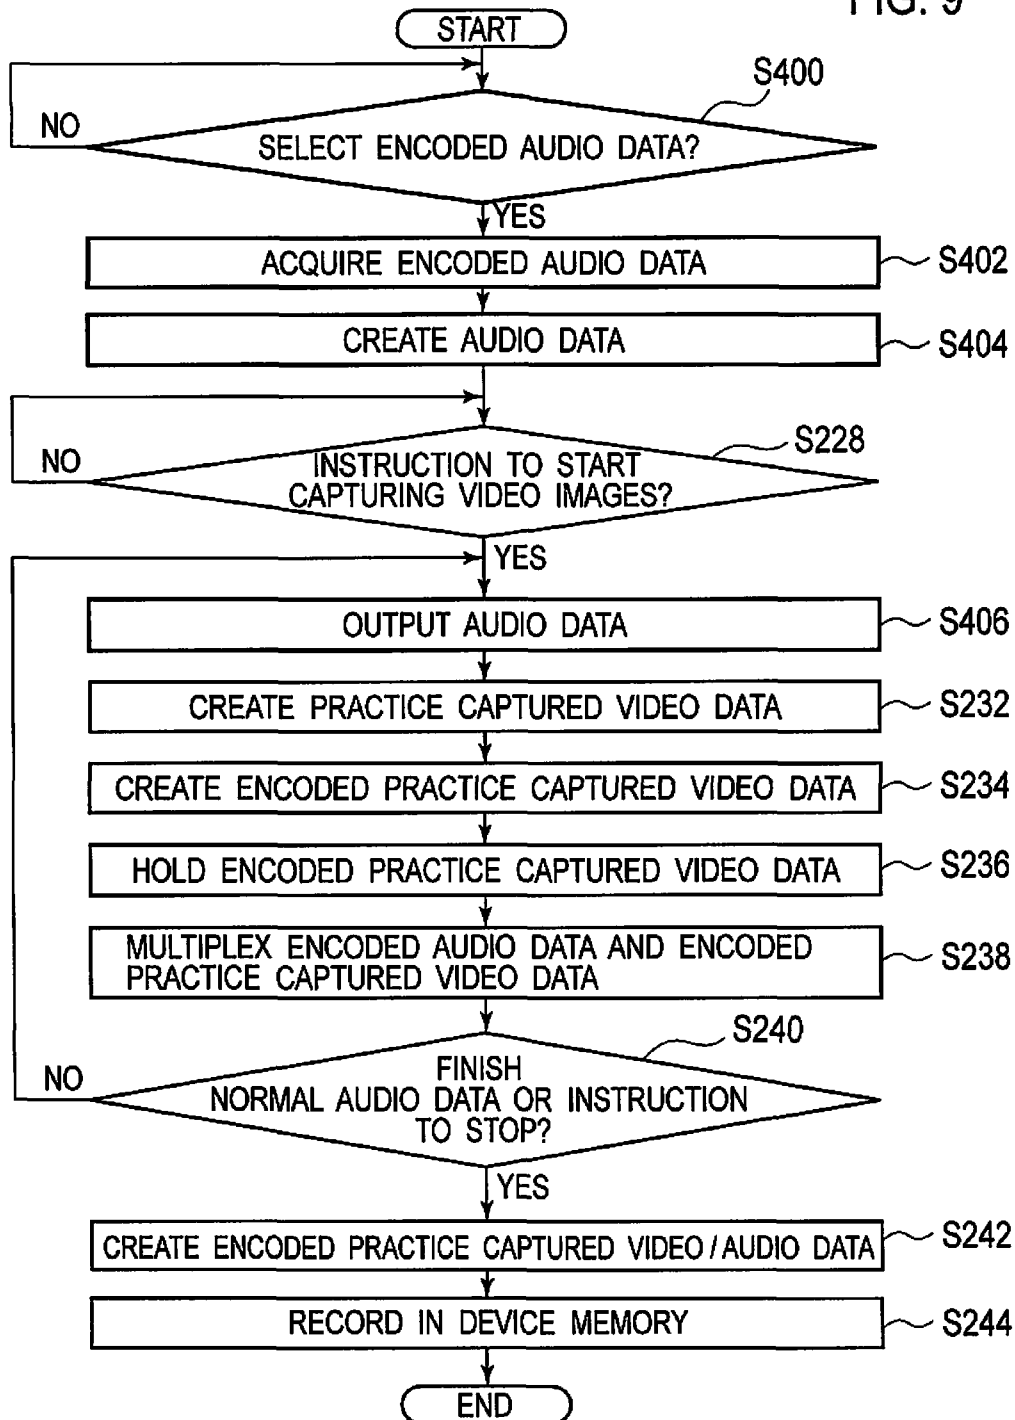 FIG. 9
START
S400
NO
SELECT ENCODED AUDIO DATA?
YES
ACQUIRE ENCODED AUDIO DATA
S402
CREATE AUDIO DATA
S404
S228
NO
INSTRUCTION TO START
CAPTURING VIDEO IMAGES?
YES
OUTPUT AUDIO DATA
S406
CREATE PRACTICE CAPTURED VIDEO DATA
S232
CREATE ENCODED PRACTICE CAPTURED VIDEO DATA
S234
HOLD ENCODED PRACTICE CAPTURED VIDEO DATA
S236
MULTIPLEX ENCODED AUDIO DATA AND ENCODED
PRACTICE CAPTURED VIDEO DATA
S238
S240
NO
FINISH
NORMAL AUDIO DATA OR INSTRUCTION
TO STOP?
YES
CREATE ENCODED PRACTICE CAPTURED VIDEO/AUDIO DATA
S242
RECORD IN DEVICE MEMORY
S244
END